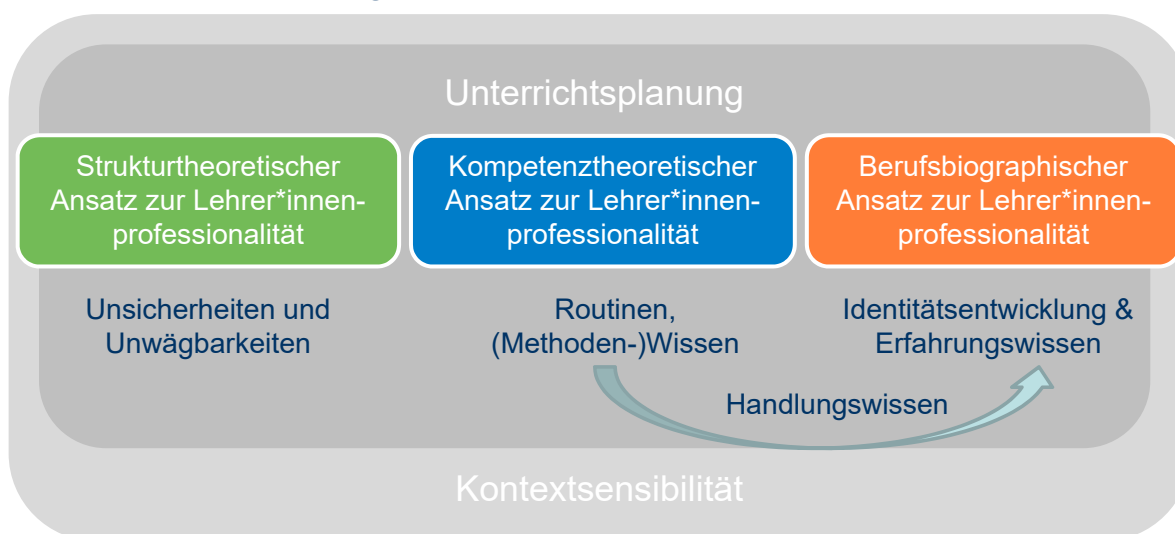 Unterrichtsplanung
Strukturtheoretischer
Ansatz zur Lehrer*innen-
professionalität
Kompetenztheoretischer
Ansatz zur Lehrer*innen-
professionalität
Berufsbiographischer
Ansatz zur Lehrer*innen-
professionalität
Unsicherheiten und
Unwägbarkeiten
Routinen,
(Methoden-)Wissen
Identitätsentwicklung &
Erfahrungswissen
Handlungswissen
Kontextsensibilität